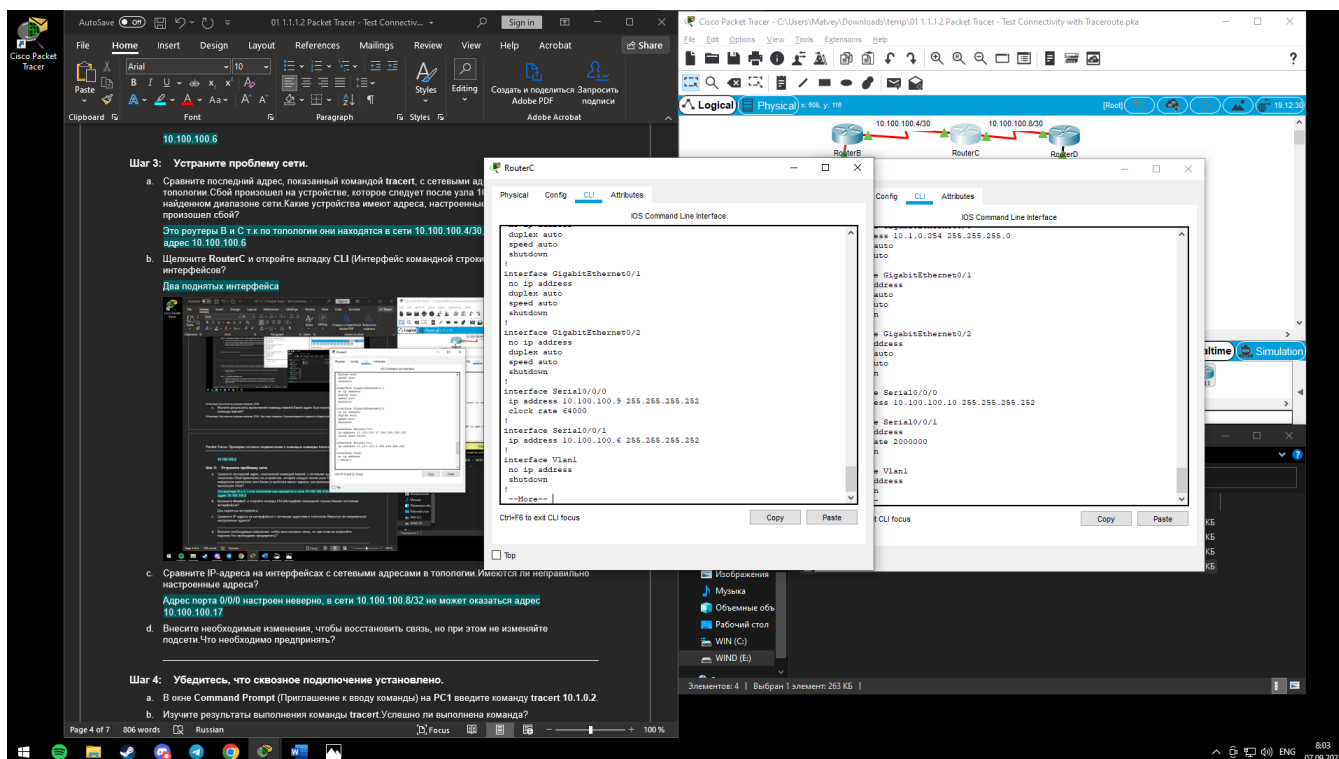 Cisco Packet Tracer
AutoSave Off 01 1.1.1.2 Packet Tracer - Test Connectiv... Sign in
File Home Insert Design Layout References Mailings Review View Help Acrobat Share
Paste
Arial 10
Styles
Editing
Создать и поделиться Adobe PDF
Запросить подписи
Clipboard Font Paragraph Styles Adobe Acrobat
10.100.100.6
Шаг 3: Устраните проблему сети.
a. Сравните последний адрес, показанный командой tracert, с сетевыми ад
топологии.Сбой произошел на устройстве, которое следует после узла 1
найденном диапазоне сети.Какие устройства имеют адреса, настроенные
произошел сбой?
Это роутеры B и C т.к по топологии они находятся в сети 10.100.100.4/30,
адрес 10.100.100.6
b. Щелкните RouterC и откройте вкладку CLI (Интерфейс командной строки
интерфейсов?
Два поднятых интерфейса
c. Сравните IP-адреса на интерфейсах с сетевыми адресами в топологии.Имеются ли неправильно
настроенные адреса?
Адрес порта 0/0/0 настроен неверно, в сети 10.100.100.8/32 не может оказаться адрес
10.100.100.17
d. Внесите необходимые изменения, чтобы восстановить связь, но при этом не изменяйте
подсети.Что необходимо предпринять?
Шаг 4: Убедитесь, что сквозное подключение установлено.
a. В окне Command Prompt (Приглашение к вводу команды) на PC1 введите команду tracert 10.1.0.2.
b. Изучите результаты выполнения команды tracert.Успешно ли выполнена команда?
Page 4 of 7 806 words Russian Focus 100 %
Cisco Packet Tracer - C:\Users\Matvey\Downloads\temp\01 1.1.1.2 Packet Tracer - Test Connectivity with Traceroute.pka
File Edit Options View Tools Extensions Help
?
Logical Physical x: 808, y: 118 [Root] 19:12:30
10.100.100.4/30 10.100.100.8/30
RouterB RouterC RouterD
RouterC
Physical Config CLI Attributes
IOS Command Line Interface
no ip address
duplex auto
speed auto
shutdown
!
interface GigabitEthernet0/1
no ip address
duplex auto
speed auto
shutdown
!
interface GigabitEthernet0/2
no ip address
duplex auto
speed auto
shutdown
!
interface Serial0/0/0
ip address 10.100.100.9 255.255.255.252
clock rate 64000
!
interface Serial0/0/1
ip address 10.100.100.6 255.255.255.252
!
interface Vlan1
no ip address
shutdown
!
--More--
Ctrl+F6 to exit CLI focus Copy Paste
Top
Config CLI Attributes
IOS Command Line Interface
ess 10.1.0.254 255.255.255.0
auto
uto
e GigabitEthernet0/1
ddress
auto
uto
n
e GigabitEthernet0/2
ddress
auto
uto
n
e Serial0/0/0
ess 10.100.100.10 255.255.255.252
e Serial0/0/1
ddress
ate 2000000
e Vlan1
ddress
n
t CLI focus Copy Paste
altime Simulation
КБ
КБ
КБ
КБ
Изображения
Музыка
Объемные объ
Рабочий стол
WIN (C:)
WIND (E:)
Элементов: 4 Выбран 1 элемент: 263 КБ
ENG 8:03